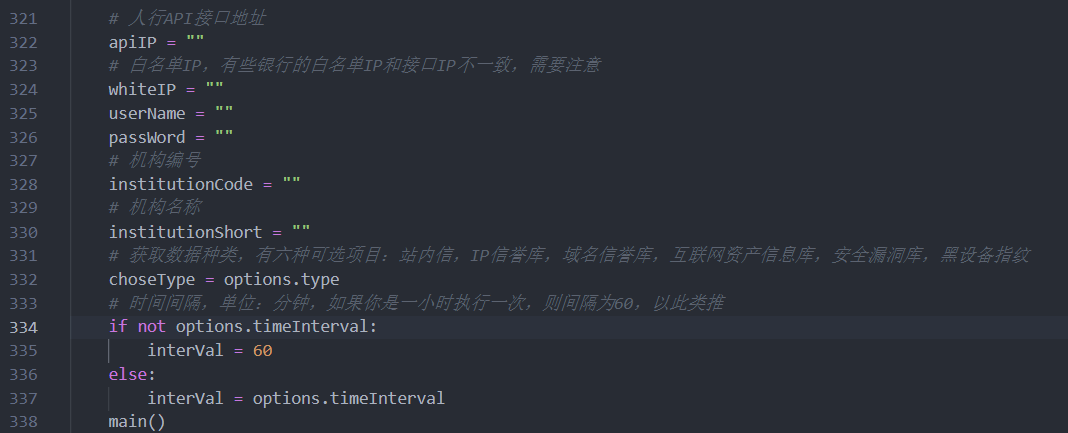 321 # 人行API接口地址
322 apiIP = ""
323 # 白名单IP，有些银行的白名单IP和接口IP不一致，需要注意
324 whiteIP = ""
325 userName = ""
326 passWord = ""
327 # 机构编号
328 institutionCode = ""
329 # 机构名称
330 institutionShort = ""
331 # 获取数据种类，有六种可选项目：站内信，IP信誉库，域名信誉库，互联网资产信息库，安全漏洞库，黑设备指纹
332 choseType = options.type
333 # 时间间隔，单位：分钟，如果你是一小时执行一次，则间隔为60，以此类推
334 if not options.timeInterval:
335 interVal = 60
336 else:
337 interVal = options.timeInterval
338 main()